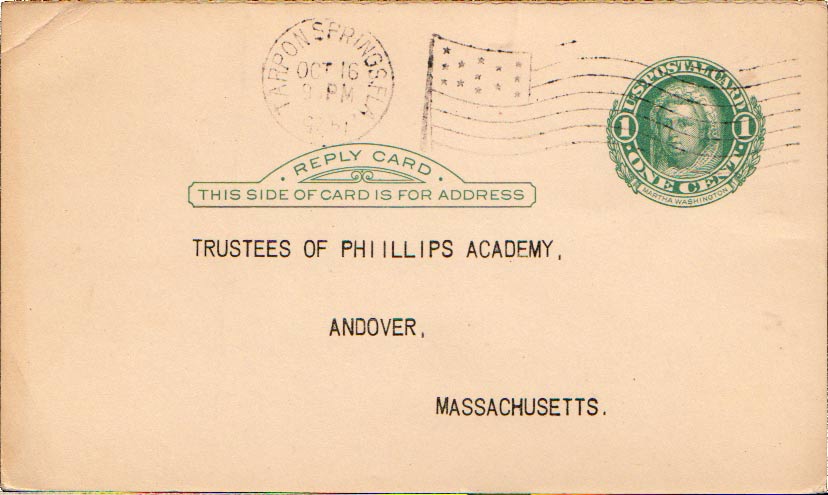 TARPON SPRINGS, FLA
OCT 16
PM
U.S. POSTAL CARD
1 1
ONE CENT
MARTHA WASHINGTON
REPLY CARD
THIS SIDE OF CARD IS FOR ADDRESS
TRUSTEES OF PHIILLIPS ACADEMY,
ANDOVER,
MASSACHUSETTS.